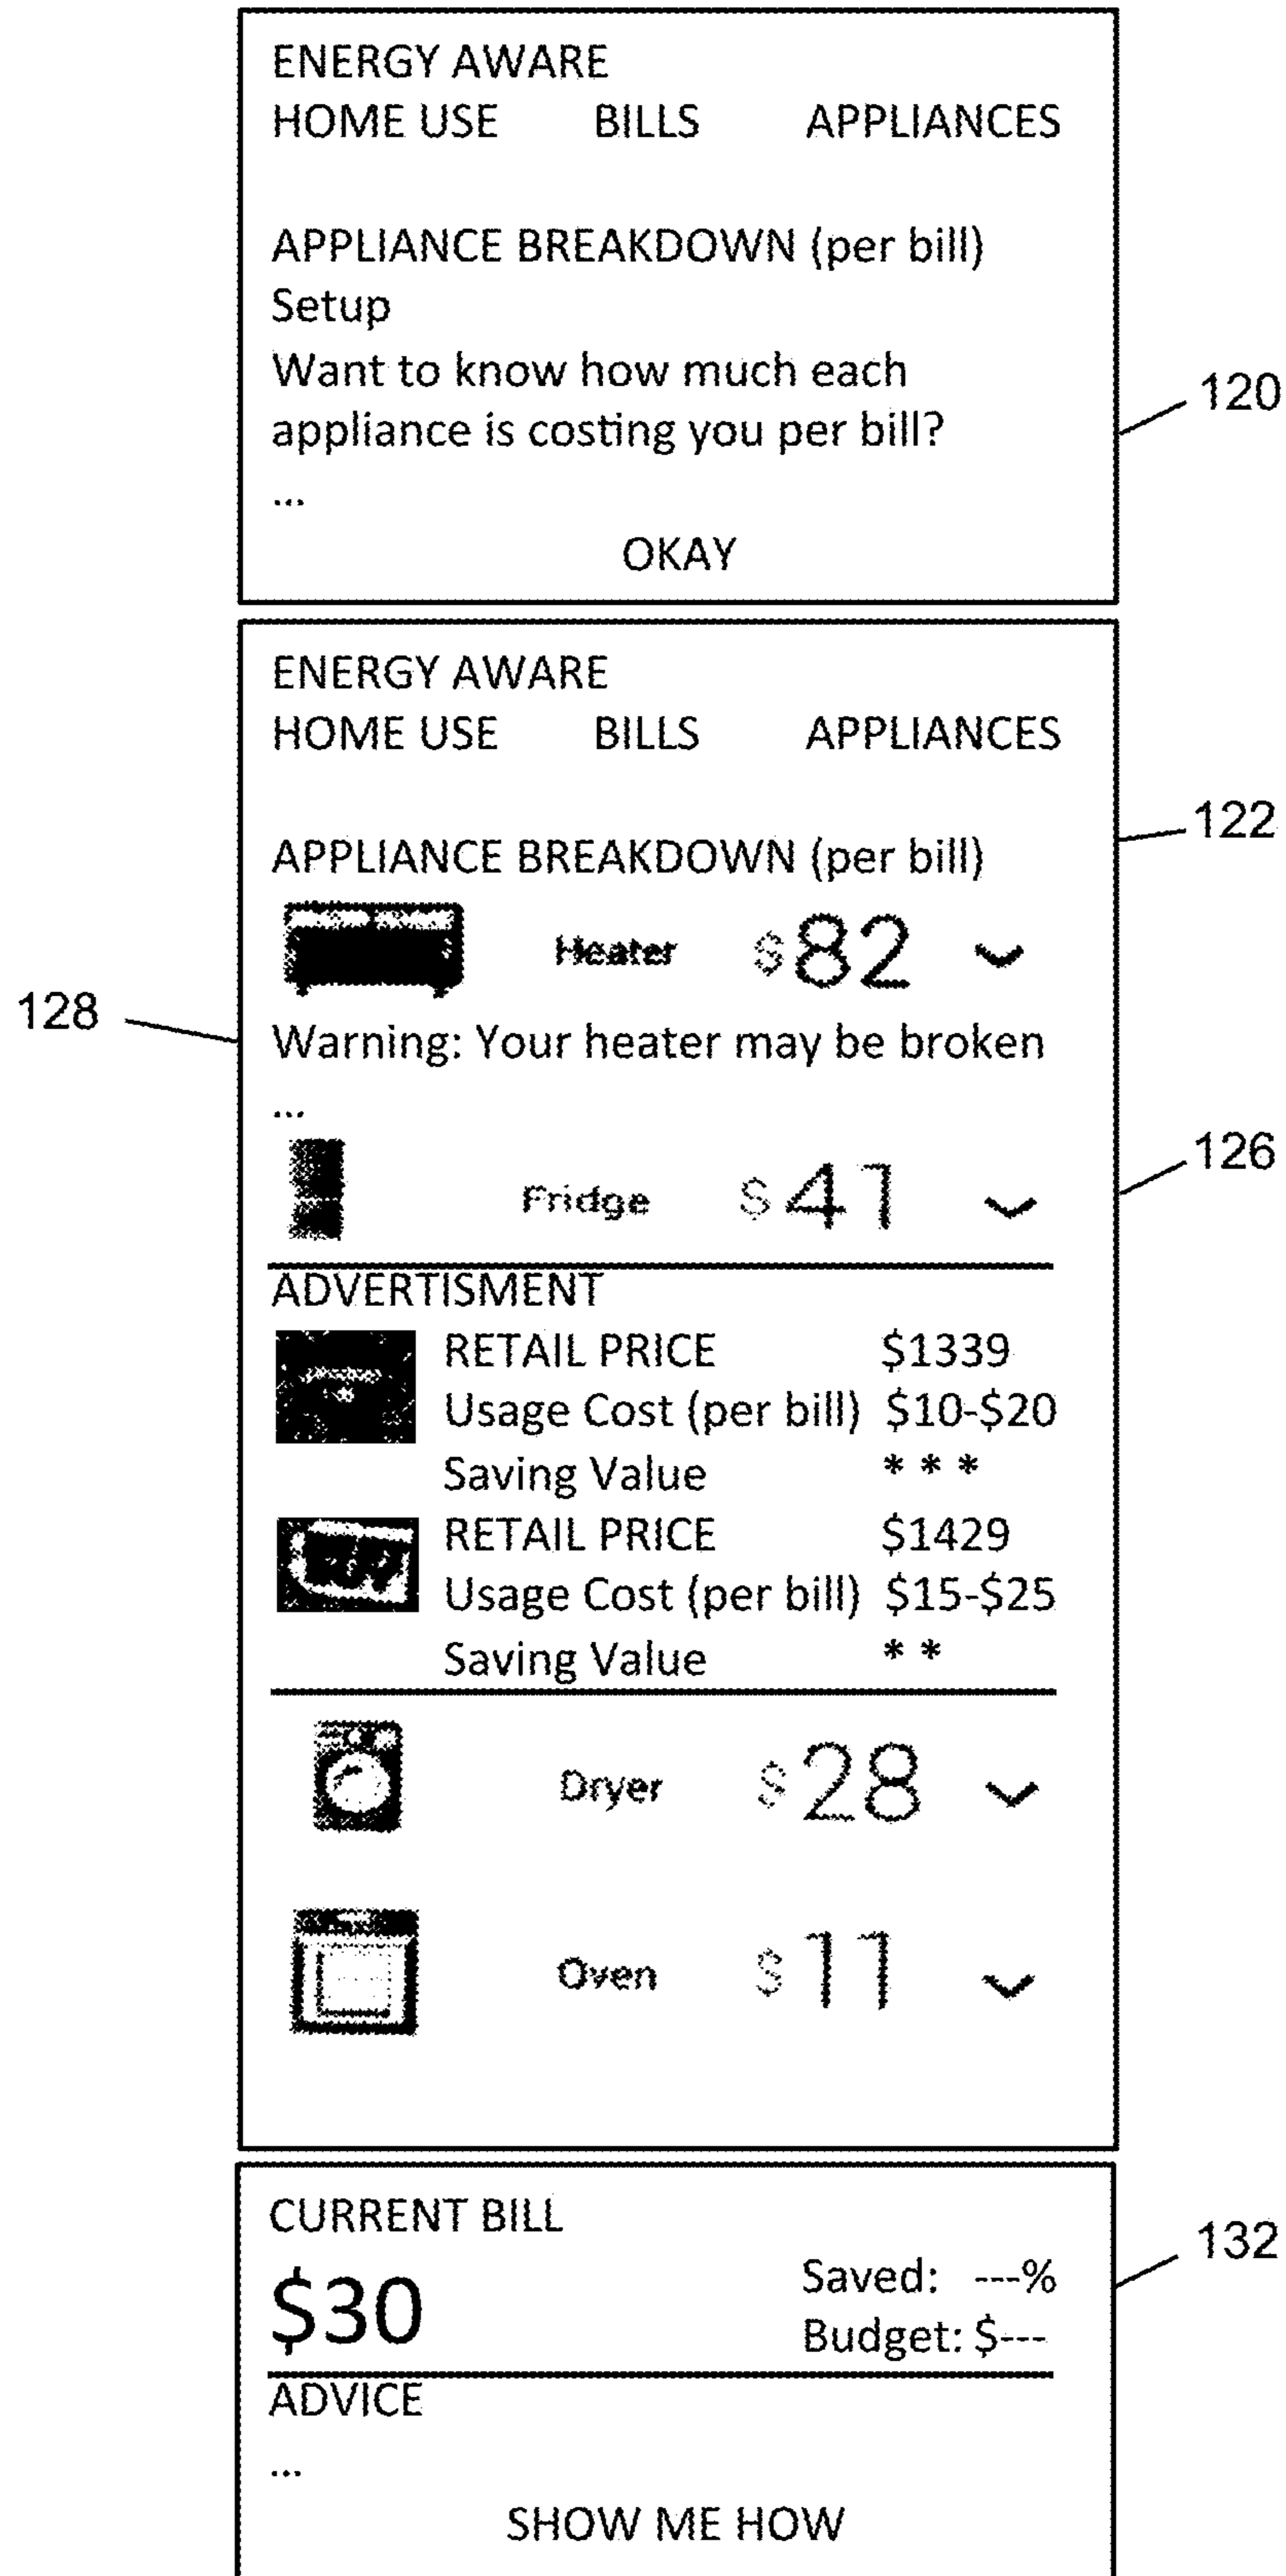 ENERGY AWARE
HOME USE BILLS APPLIANCES
APPLIANCE BREAKDOWN (per bill)
Setup
Want to know how much each
appliance is costing you per bill?
...
OKAY
120
ENERGY AWARE
HOME USE BILLS APPLIANCES
122
APPLIANCE BREAKDOWN (per bill)
Heater $82
128
Warning: Your heater may be broken
...
126
Fridge $41
ADVERTISMENT
RETAIL PRICE $1339
Usage Cost (per bill) $10-$20
Saving Value * * *
RETAIL PRICE $1429
Usage Cost (per bill) $15-$25
Saving Value * *
Dryer $28
Oven $11
CURRENT BILL
132
$30 Saved: ---%
Budget: $---
ADVICE
...
SHOW ME HOW